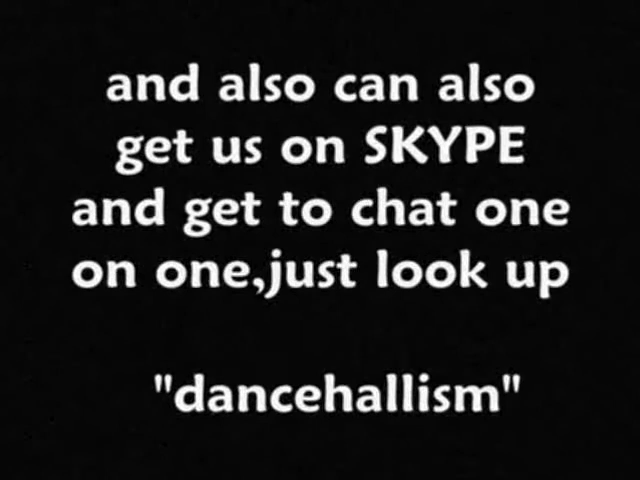 and also can also
get us on SKYPE
and get to chat one
on one,just look up
"dancehallism"